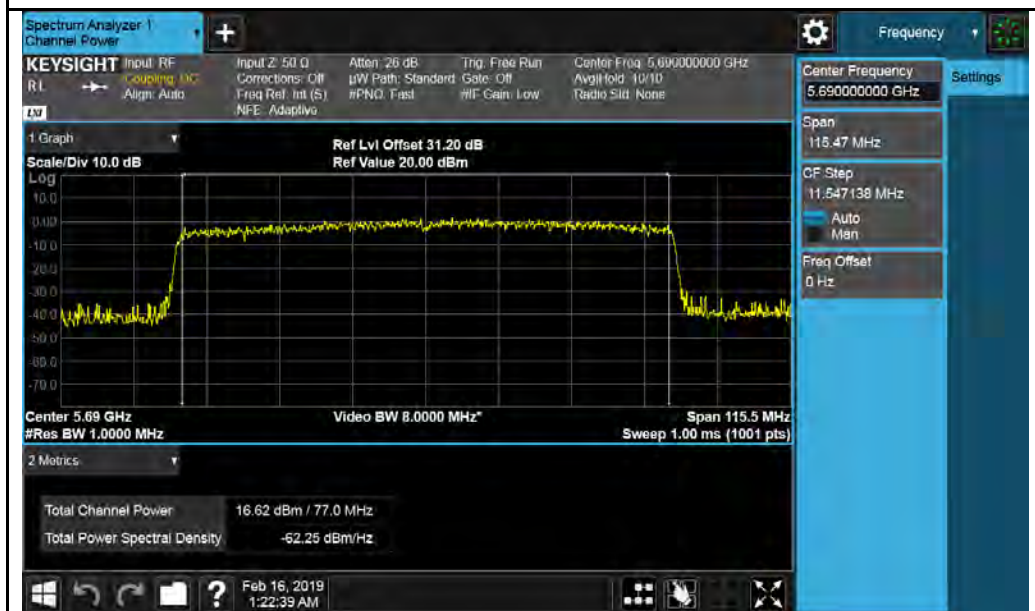 Spectrum Analyzer 1
Channel Power
+
Frequency
KEYSIGHT Input: RF
Coupling: DC
Align: Auto
RL
LXI
Input Z: 50 Ω
Corrections: Off
Freq Ref: Int (S)
NFE: Adaptive
Atten: 26 dB
µW Path: Standard
#PNO: Fast
Trig: Free Run
Gate: Off
#IF Gain: Low
Center Freq: 5.690000000 GHz
Avg|Hold: 10/10
Radio Std: None
Center Frequency
5.690000000 GHz
Settings
Span
115.47 MHz
CF Step
11.547138 MHz
Auto
Man
Freq Offset
0 Hz
1 Graph
Scale/Div 10.0 dB
Ref Lvl Offset 31.20 dB
Ref Value 20.00 dBm
Log
10.0
0.00
-10.0
-20.0
-30.0
-40.0
-50.0
-60.0
-70.0
Center 5.69 GHz
Video BW 8.0000 MHz*
Span 115.5 MHz
#Res BW 1.0000 MHz
Sweep 1.00 ms (1001 pts)
2 Metrics
Total Channel Power 16.62 dBm / 77.0 MHz
Total Power Spectral Density -62.25 dBm/Hz
?
Feb 16, 2019
1:22:39 AM